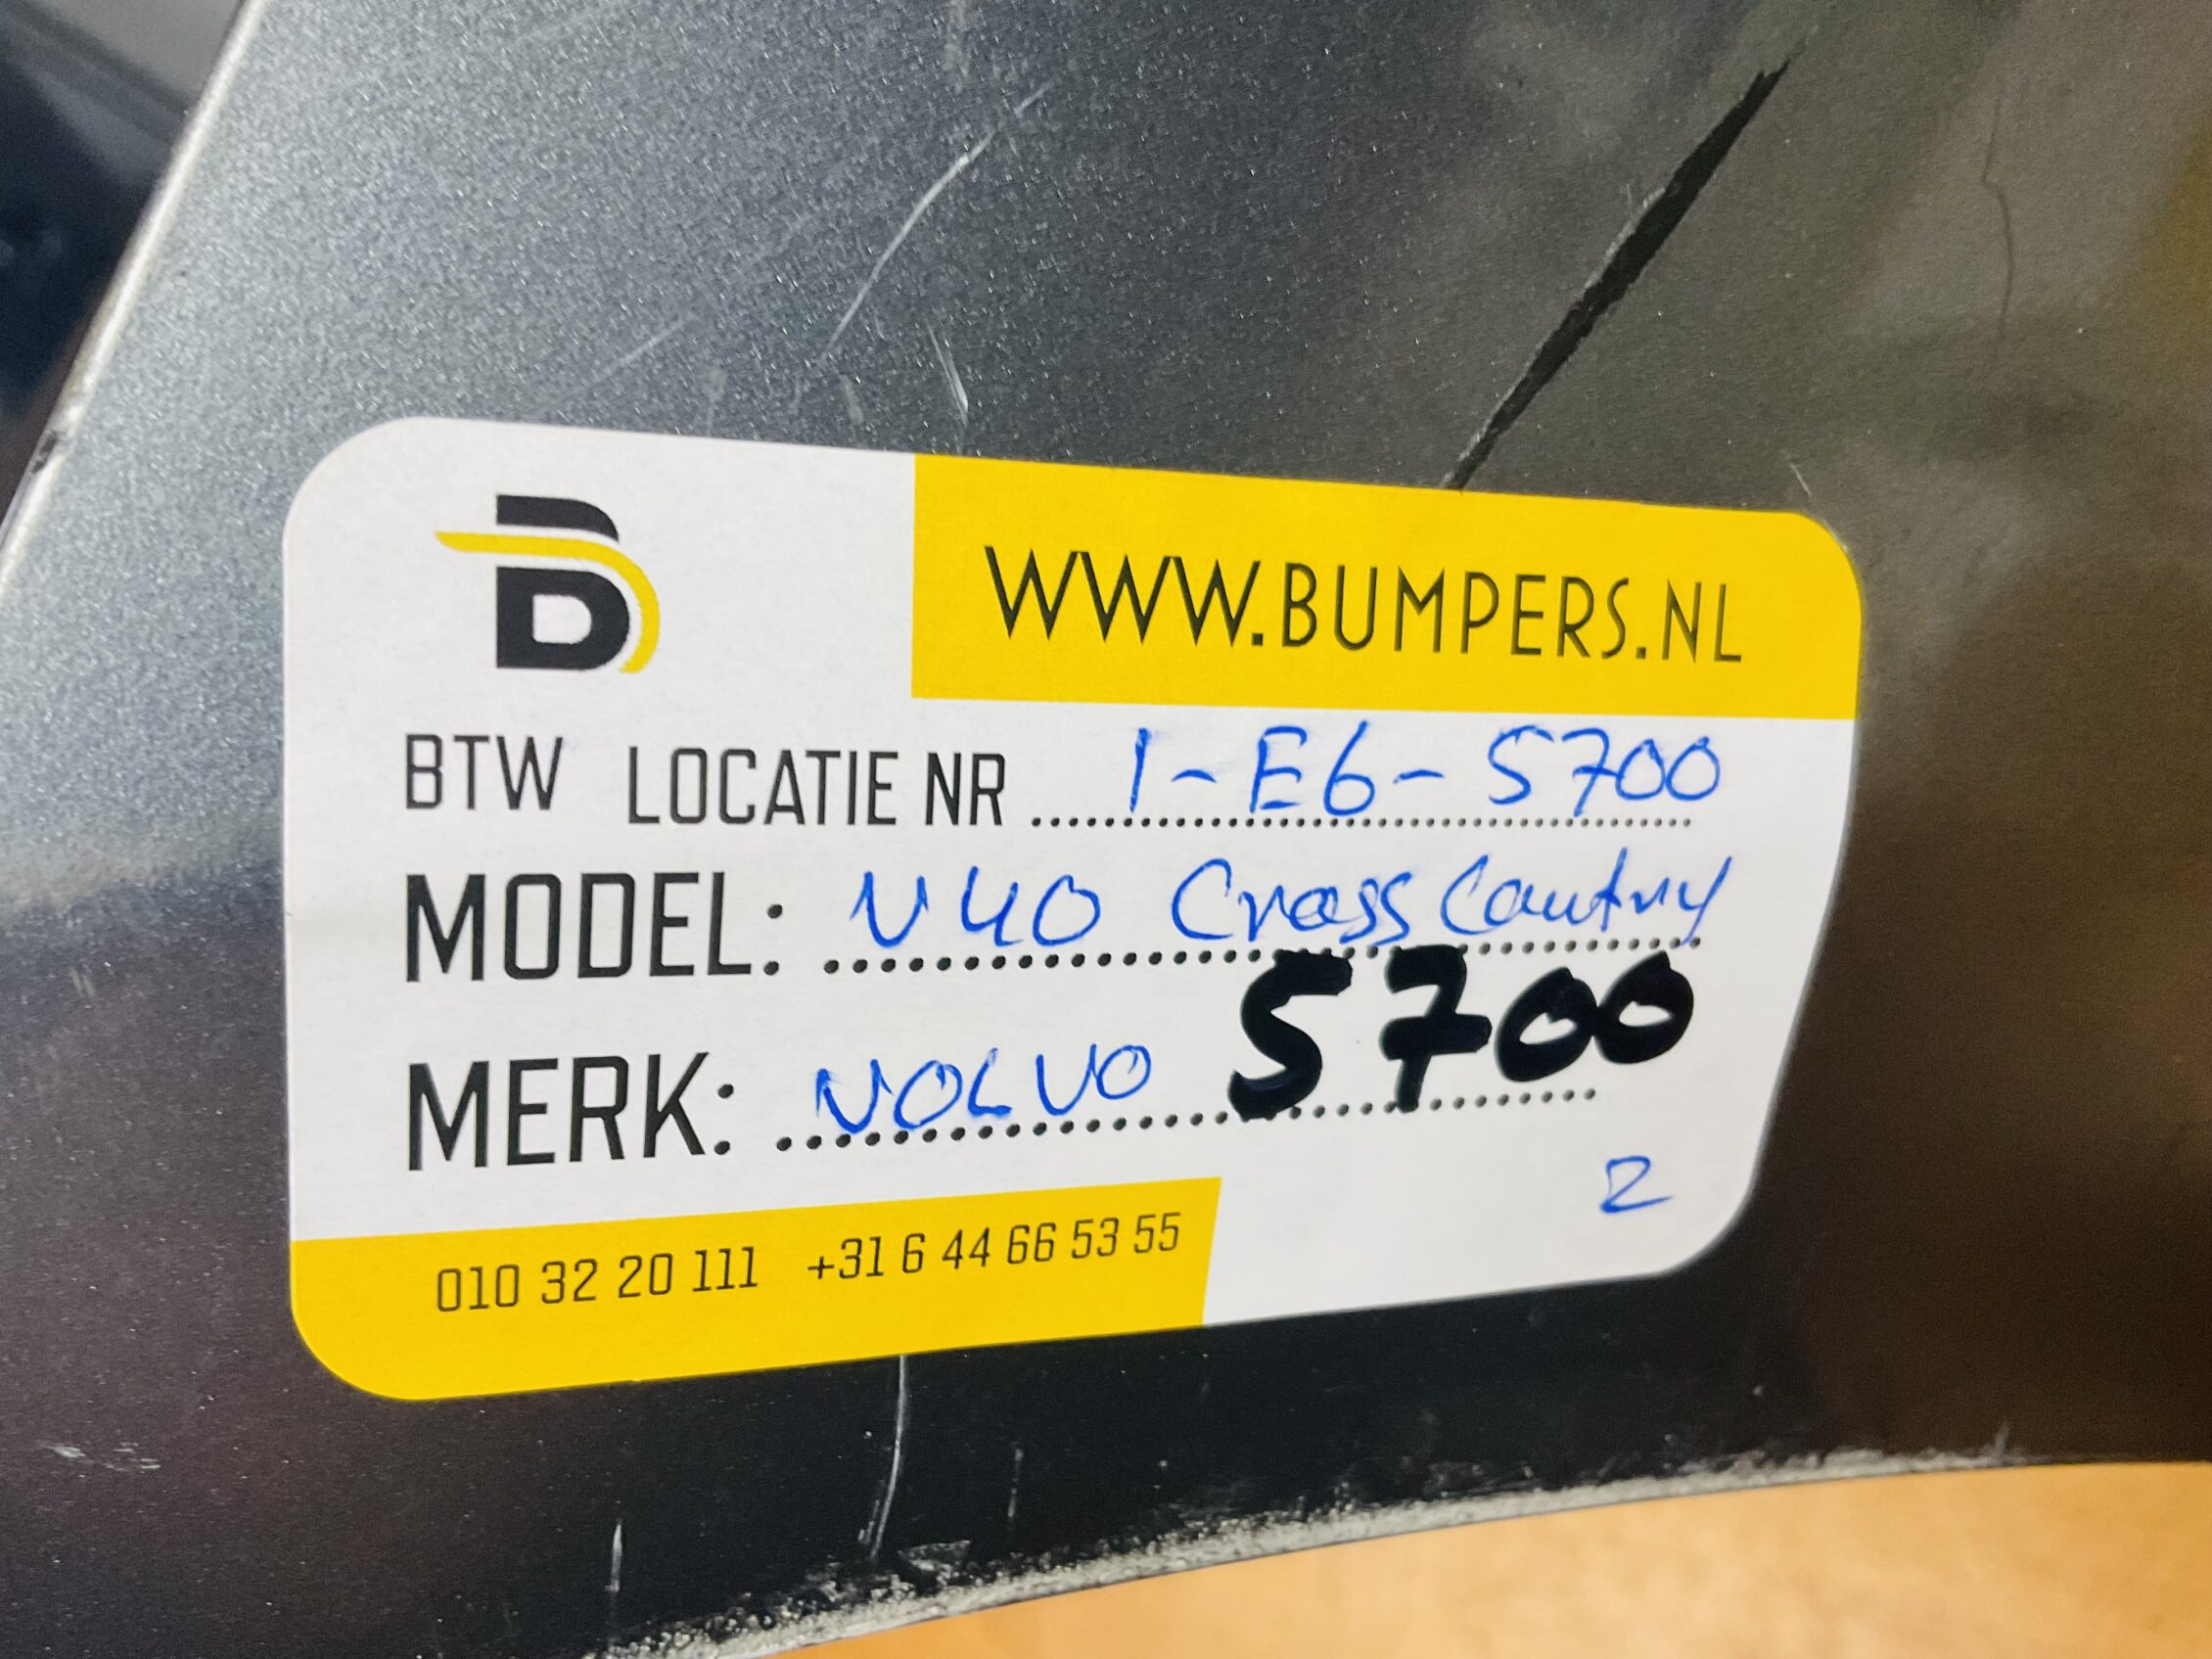 B
WWW.BUMPERS.NL
BTW LOCATIE NR 1-E6-5700
MODEL: V40 Cross Country
MERK: VOLVO 5700
2
010 32 20 111 +31 6 44 66 53 55